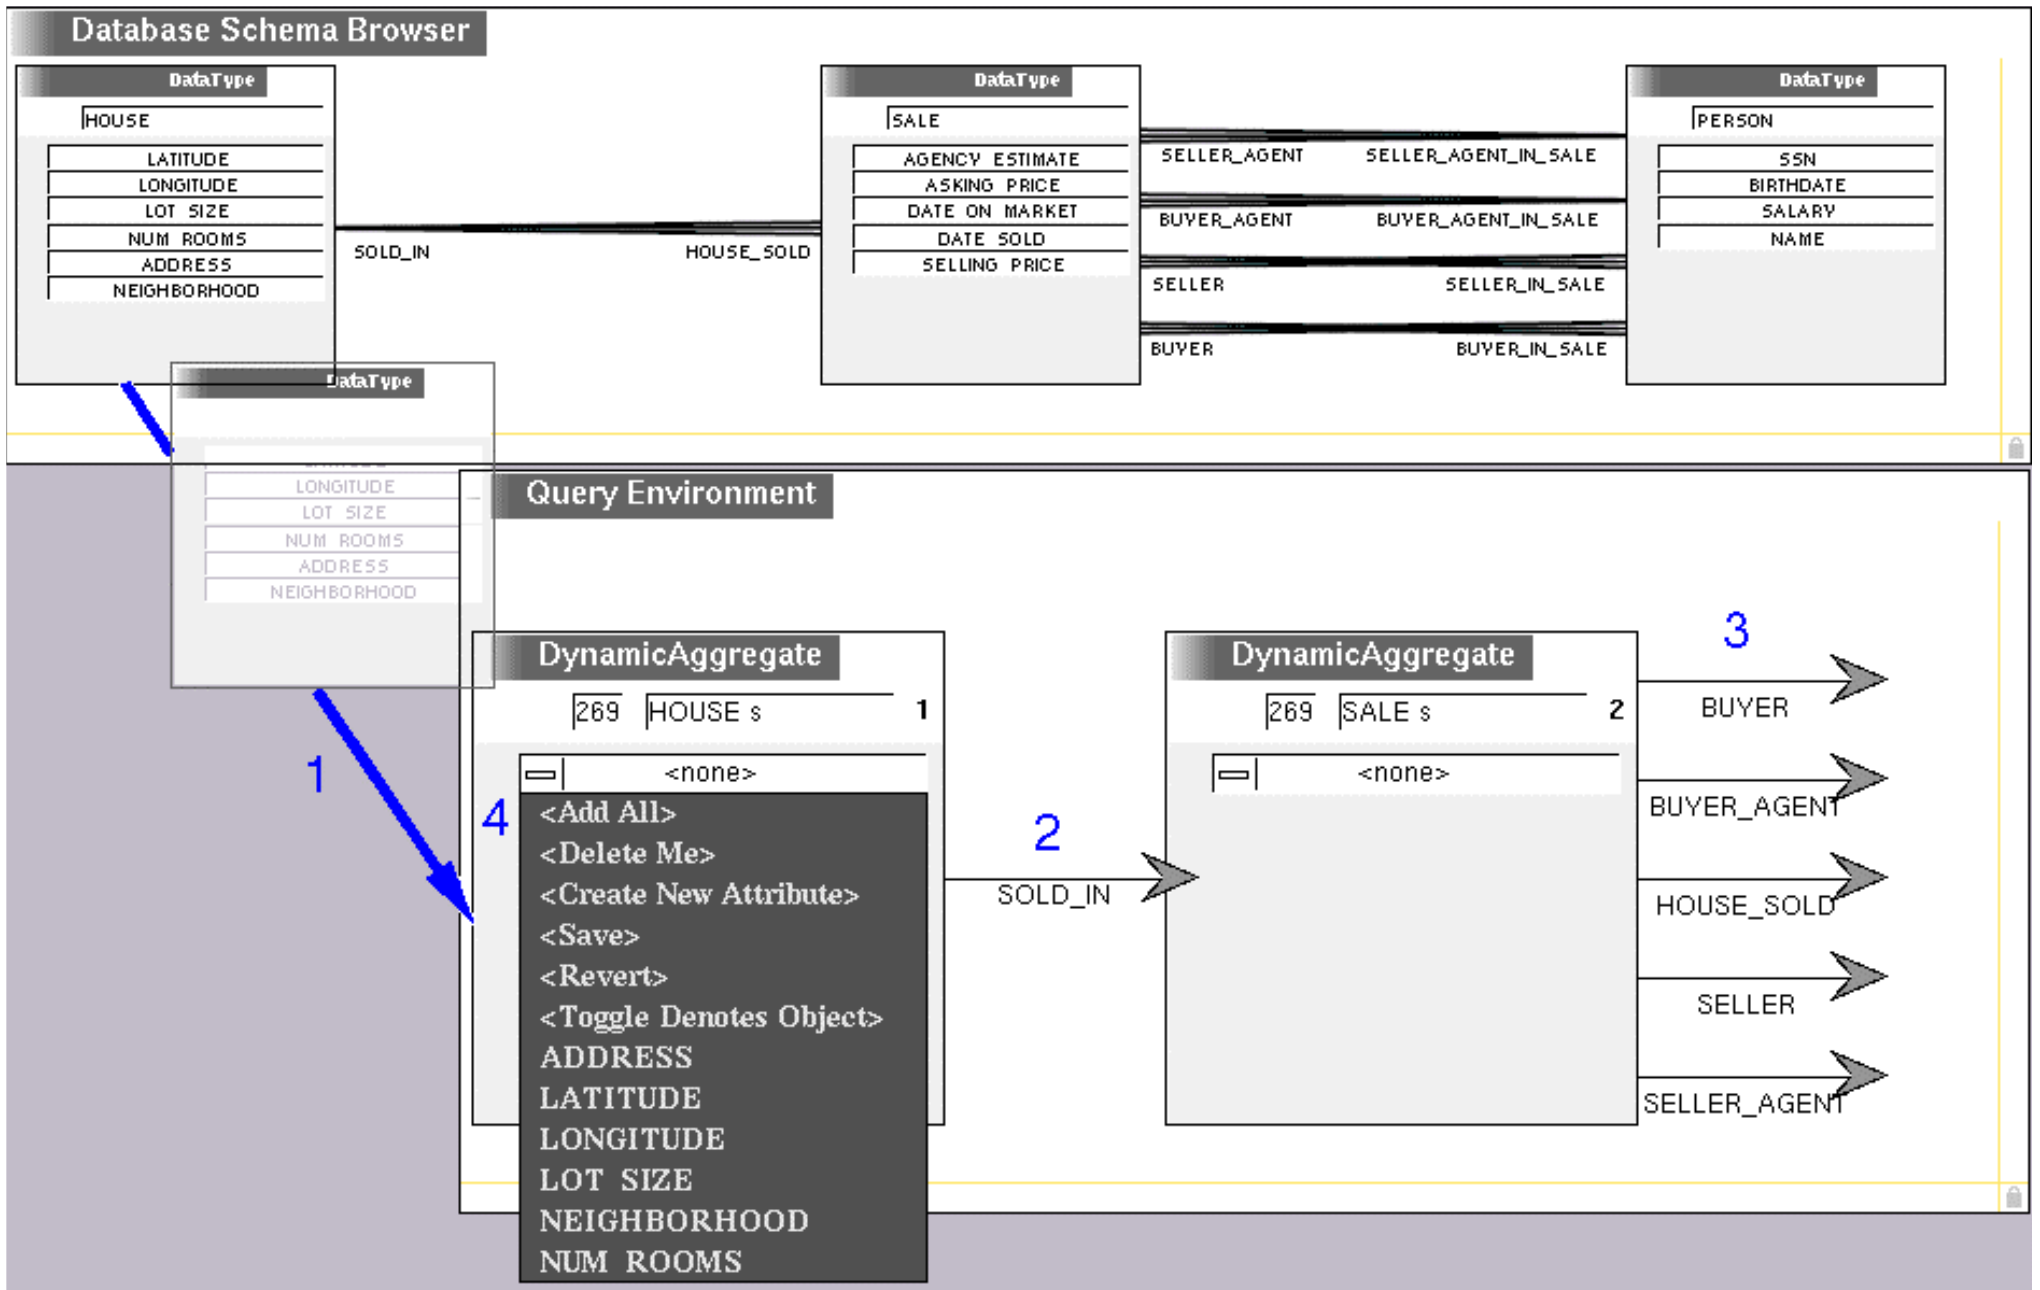 Database Schema Browser
DataType
HOUSE
LATITUDE
LONGITUDE
LOT SIZE
NUM ROOMS
ADDRESS
NEIGHBORHOOD
SOLD_IN
HOUSE_SOLD
DataType
SALE
AGENCY ESTIMATE
ASKING PRICE
DATE ON MARKET
DATE SOLD
SELLING PRICE
SELLER_AGENT
SELLER_AGENT_IN_SALE
BUYER_AGENT
BUYER_AGENT_IN_SALE
SELLER
SELLER_IN_SALE
BUYER
BUYER_IN_SALE
DataType
PERSON
SSN
BIRTHDATE
SALARY
NAME
DataType
LONGITUDE
LOT SIZE
NUM ROOMS
ADDRESS
NEIGHBORHOOD
1
Query Environment
DynamicAggregate
269 HOUSE s 1
<none>
4
<Add All>
<Delete Me>
<Create New Attribute>
<Save>
<Revert>
<Toggle Denotes Object>
ADDRESS
LATITUDE
LONGITUDE
LOT SIZE
NEIGHBORHOOD
NUM ROOMS
2
SOLD_IN
DynamicAggregate
269 SALE s 2
<none>
3
BUYER
BUYER_AGENT
HOUSE_SOLD
SELLER
SELLER_AGENT